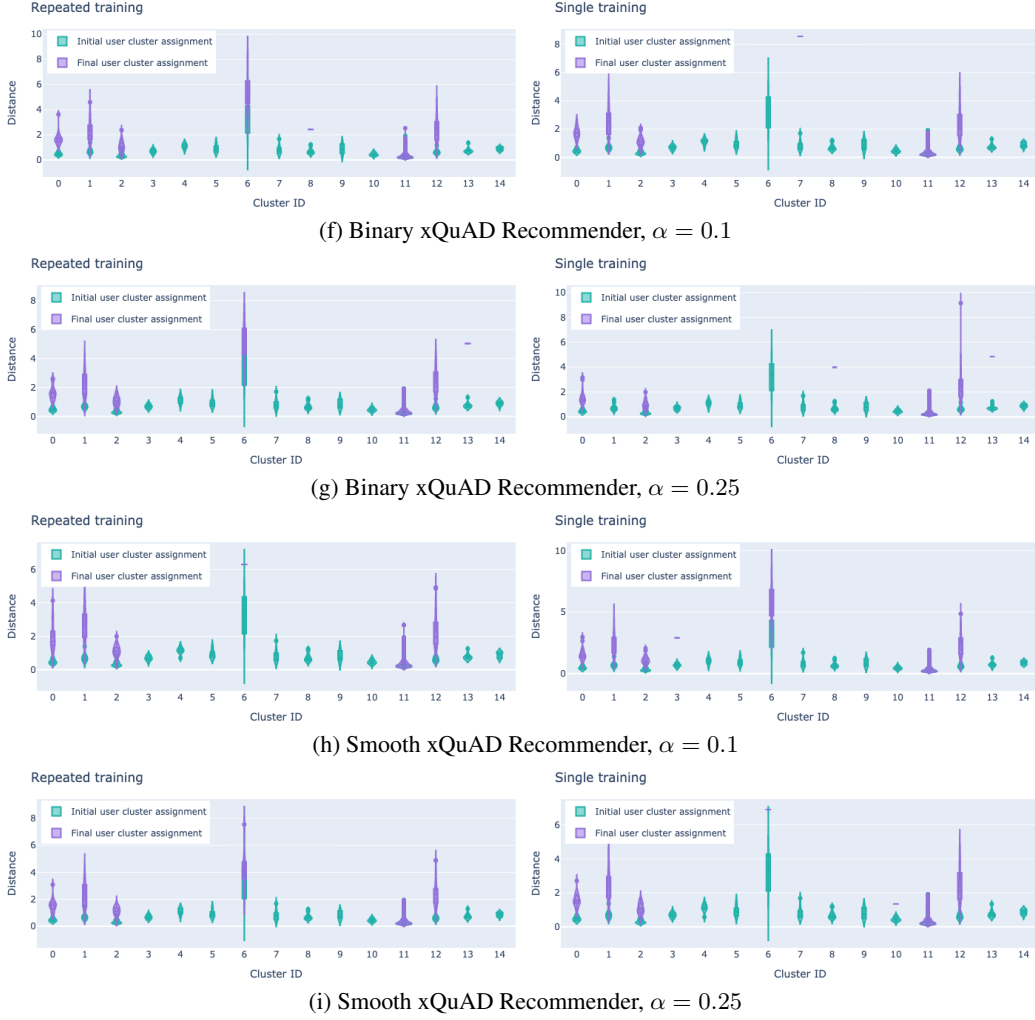 Repeated training
Single training
Initial user cluster assignment
Final user cluster assignment
Initial user cluster assignment
Final user cluster assignment
10
8
6
4
2
0
Distance
8
6
4
2
0
Distance
0 1 2 3 4 5 6 7 8 9 10 11 12 13 14
0 1 2 3 4 5 6 7 8 9 10 11 12 13 14
Cluster ID
Cluster ID
(f) Binary xQuAD Recommender, α = 0.1
Repeated training
Single training
Initial user cluster assignment
Final user cluster assignment
Initial user cluster assignment
Final user cluster assignment
8
6
4
2
0
Distance
10
8
6
4
2
0
Distance
0 1 2 3 4 5 6 7 8 9 10 11 12 13 14
0 1 2 3 4 5 6 7 8 9 10 11 12 13 14
Cluster ID
Cluster ID
(g) Binary xQuAD Recommender, α = 0.25
Repeated training
Single training
Initial user cluster assignment
Final user cluster assignment
Initial user cluster assignment
Final user cluster assignment
6
4
2
0
Distance
10
5
0
Distance
0 1 2 3 4 5 6 7 8 9 10 11 12 13 14
0 1 2 3 4 5 6 7 8 9 10 11 12 13 14
Cluster ID
Cluster ID
(h) Smooth xQuAD Recommender, α = 0.1
Repeated training
Single training
Initial user cluster assignment
Final user cluster assignment
Initial user cluster assignment
Final user cluster assignment
8
6
4
2
0
Distance
6
4
2
0
Distance
0 1 2 3 4 5 6 7 8 9 10 11 12 13 14
0 1 2 3 4 5 6 7 8 9 10 11 12 13 14
Cluster ID
Cluster ID
(i) Smooth xQuAD Recommender, α = 0.25